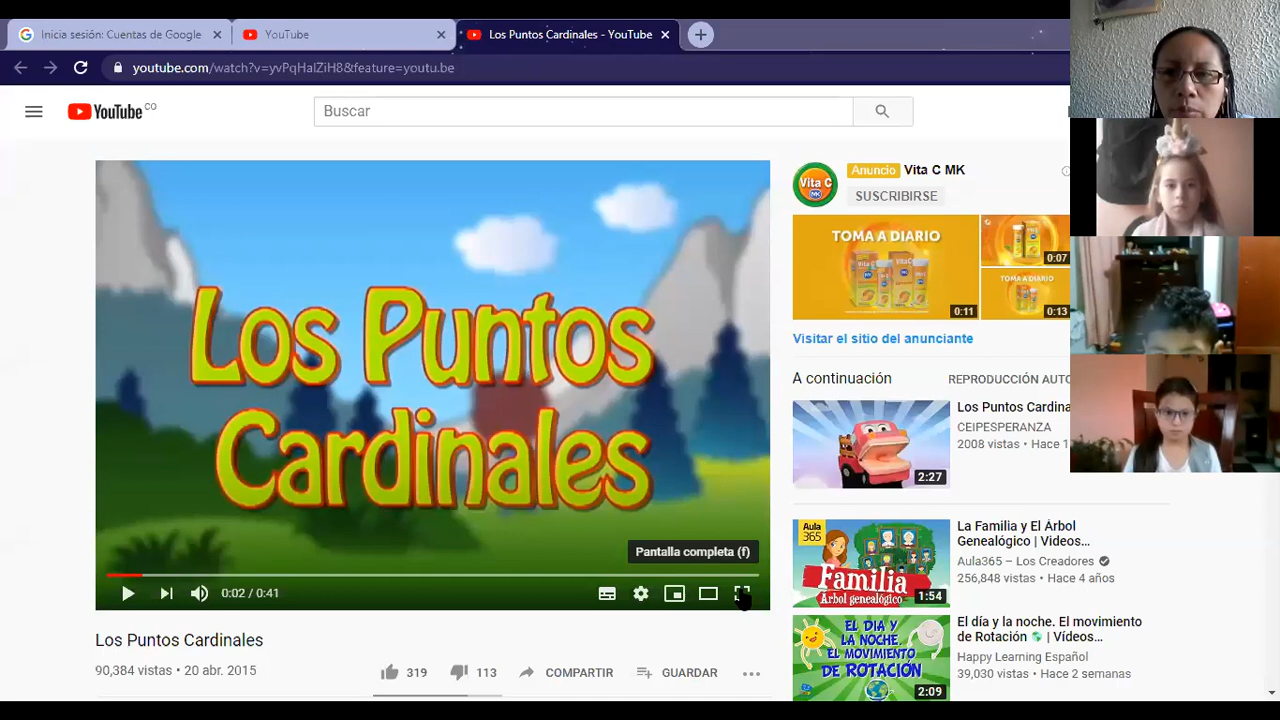 Inicia sesión: Cuentas de Google
YouTube
Los Puntos Cardinales - YouTube
youtube.com/watch?v=yvPqHalZiH8&feature=youtu.be
YouTube CO
Buscar
Los Puntos
Cardinales
Pantalla completa (f)
0:02 / 0:41
Los Puntos Cardinales
90,384 vistas • 20 abr. 2015
319
113
COMPARTIR
GUARDAR
Vita C
MK
Anuncio Vita C MK
SUSCRIBIRSE
TOMA A DIARIO
0:11
0:07
TOMA A DIARIO
0:13
Visitar el sitio del anunciante
A continuación
REPRODUCCIÓN AUTO
2:27
Los Puntos Cardina
CEIPESPERANZA
2008 vistas • Hace 1
Aula
365
Familia
Árbol genealógico
1:54
La Familia y El Árbol
Genealógico | Videos...
Aula365 – Los Creadores
256,848 vistas • Hace 4 años
EL DIA Y
LA NOCHE.
EL MOVIMIENTO
DE ROTACIÓN
2:09
El día y la noche. El movimiento
de Rotación | Vídeos...
Happy Learning Español
39,030 vistas • Hace 2 semanas